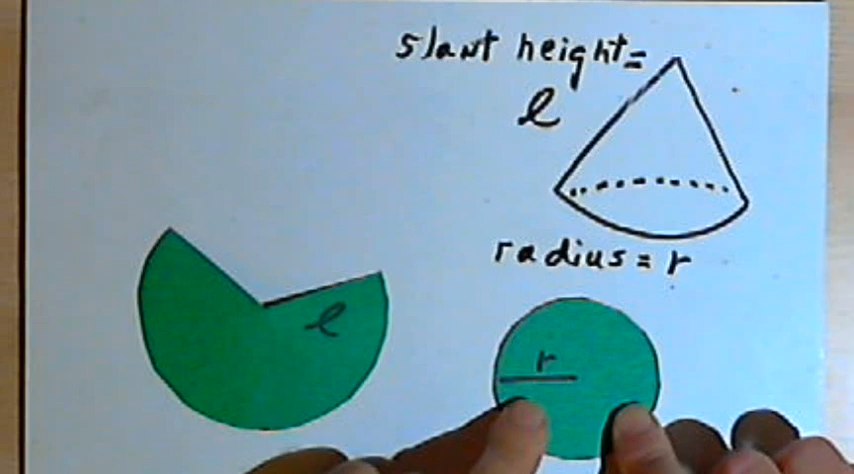 slant height=
l
radius = r
l
r